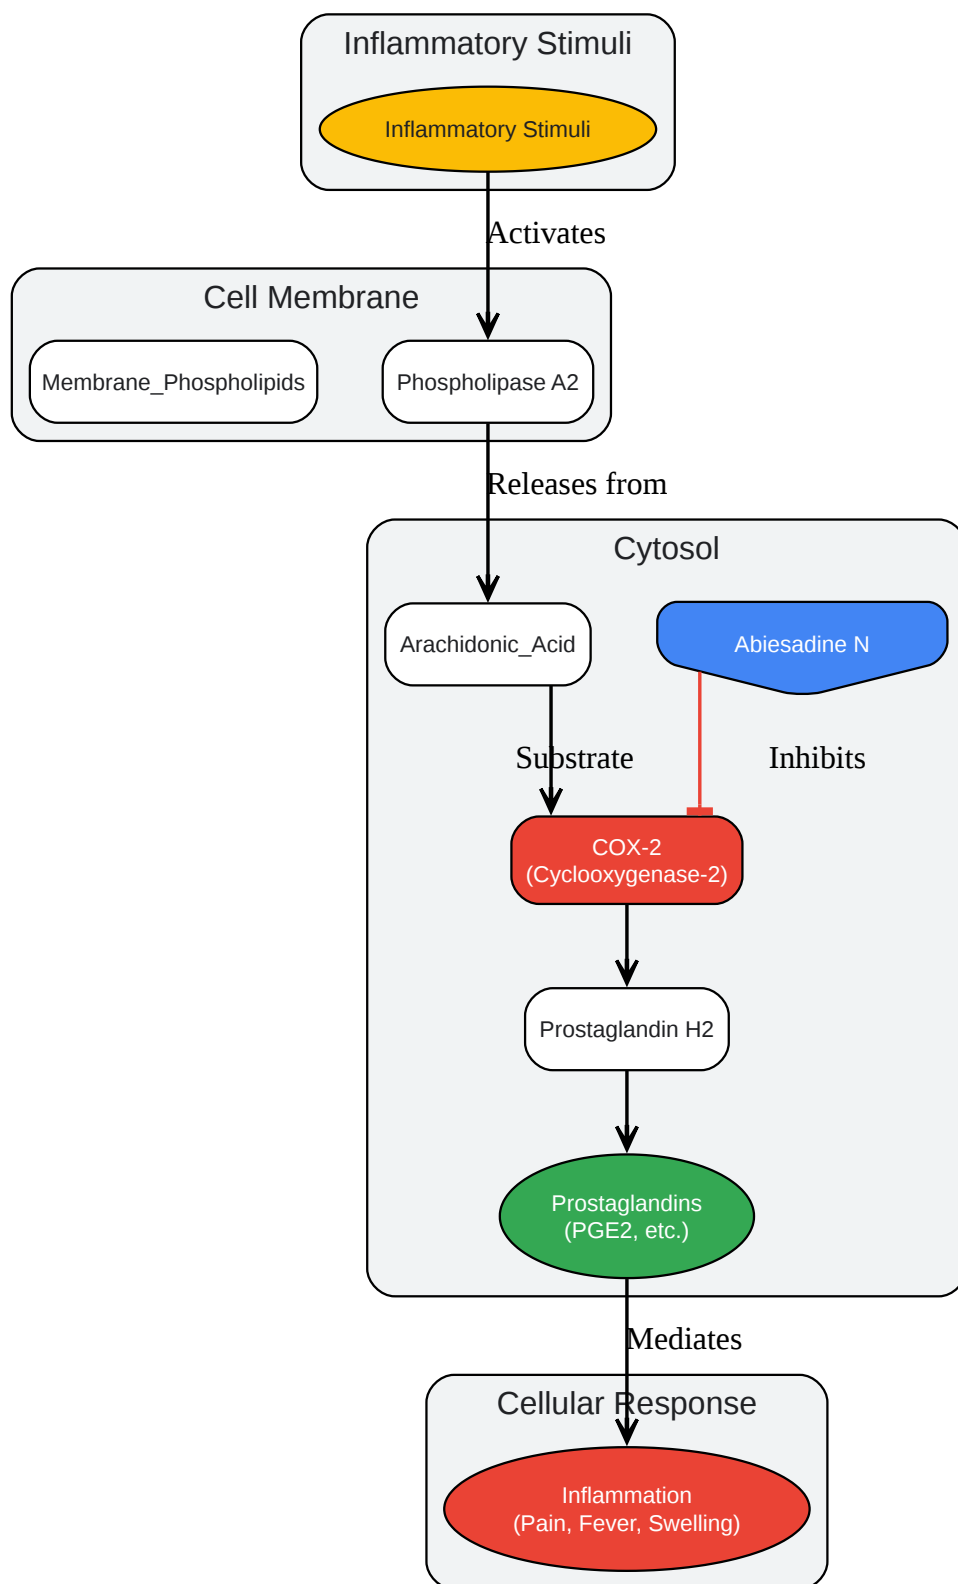 Inflammatory Stimuli
Inflammatory Stimuli
Activates
Cell Membrane
Membrane_Phospholipids
Phospholipase A2
Releases from
Cytosol
Arachidonic_Acid
Abiesadine N
Substrate
Inhibits
COX-2
(Cyclooxygenase-2)
Prostaglandin H2
Prostaglandins
(PGE2, etc.)
Mediates
Cellular Response
Inflammation
(Pain, Fever, Swelling)